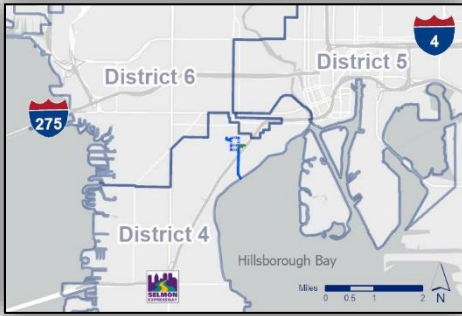 4
District 5
District 6
275
District 4
Hillsborough Bay
SELMON
EXPRESSWAY
Miles
0 0.5 1 2
N